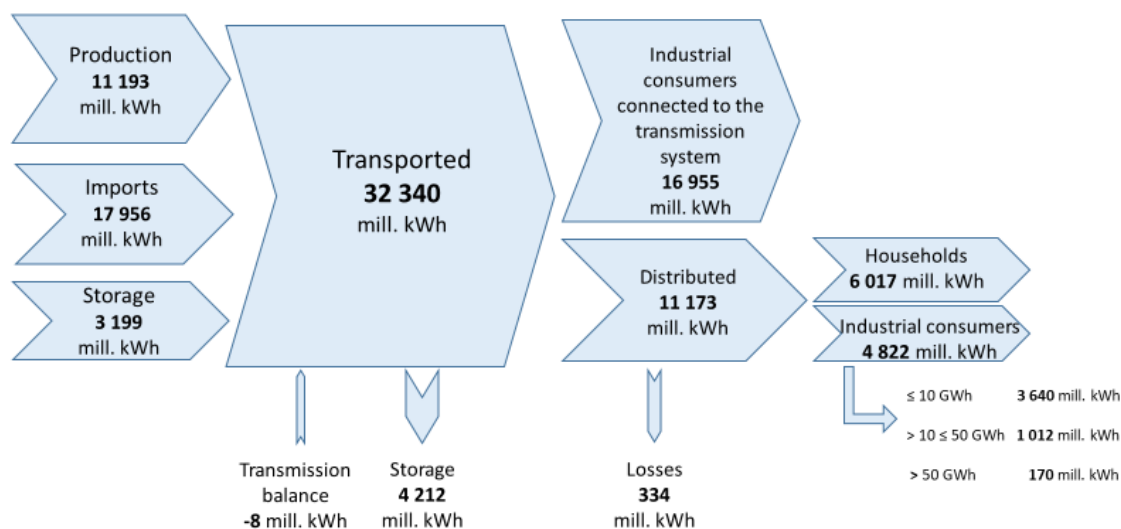 Production
11 193
mill. kWh
Imports
17 956
mill. kWh
Storage
3 199
mill. kWh
Transported
32 340
mill. kWh
Transmission
balance
-8 mill. kWh
Storage
4 212
mill. kWh
Industrial
consumers
connected to the
transmission
system
16 955
mill. kWh
Distributed
11 173
mill. kWh
Losses
334
mill. kWh
Households
6 017 mill. kWh
Industrial consumers
4 822 mill. kWh
≤ 10 GWh 3 640 mill. kWh
> 10 ≤ 50 GWh 1 012 mill. kWh
> 50 GWh 170 mill. kWh